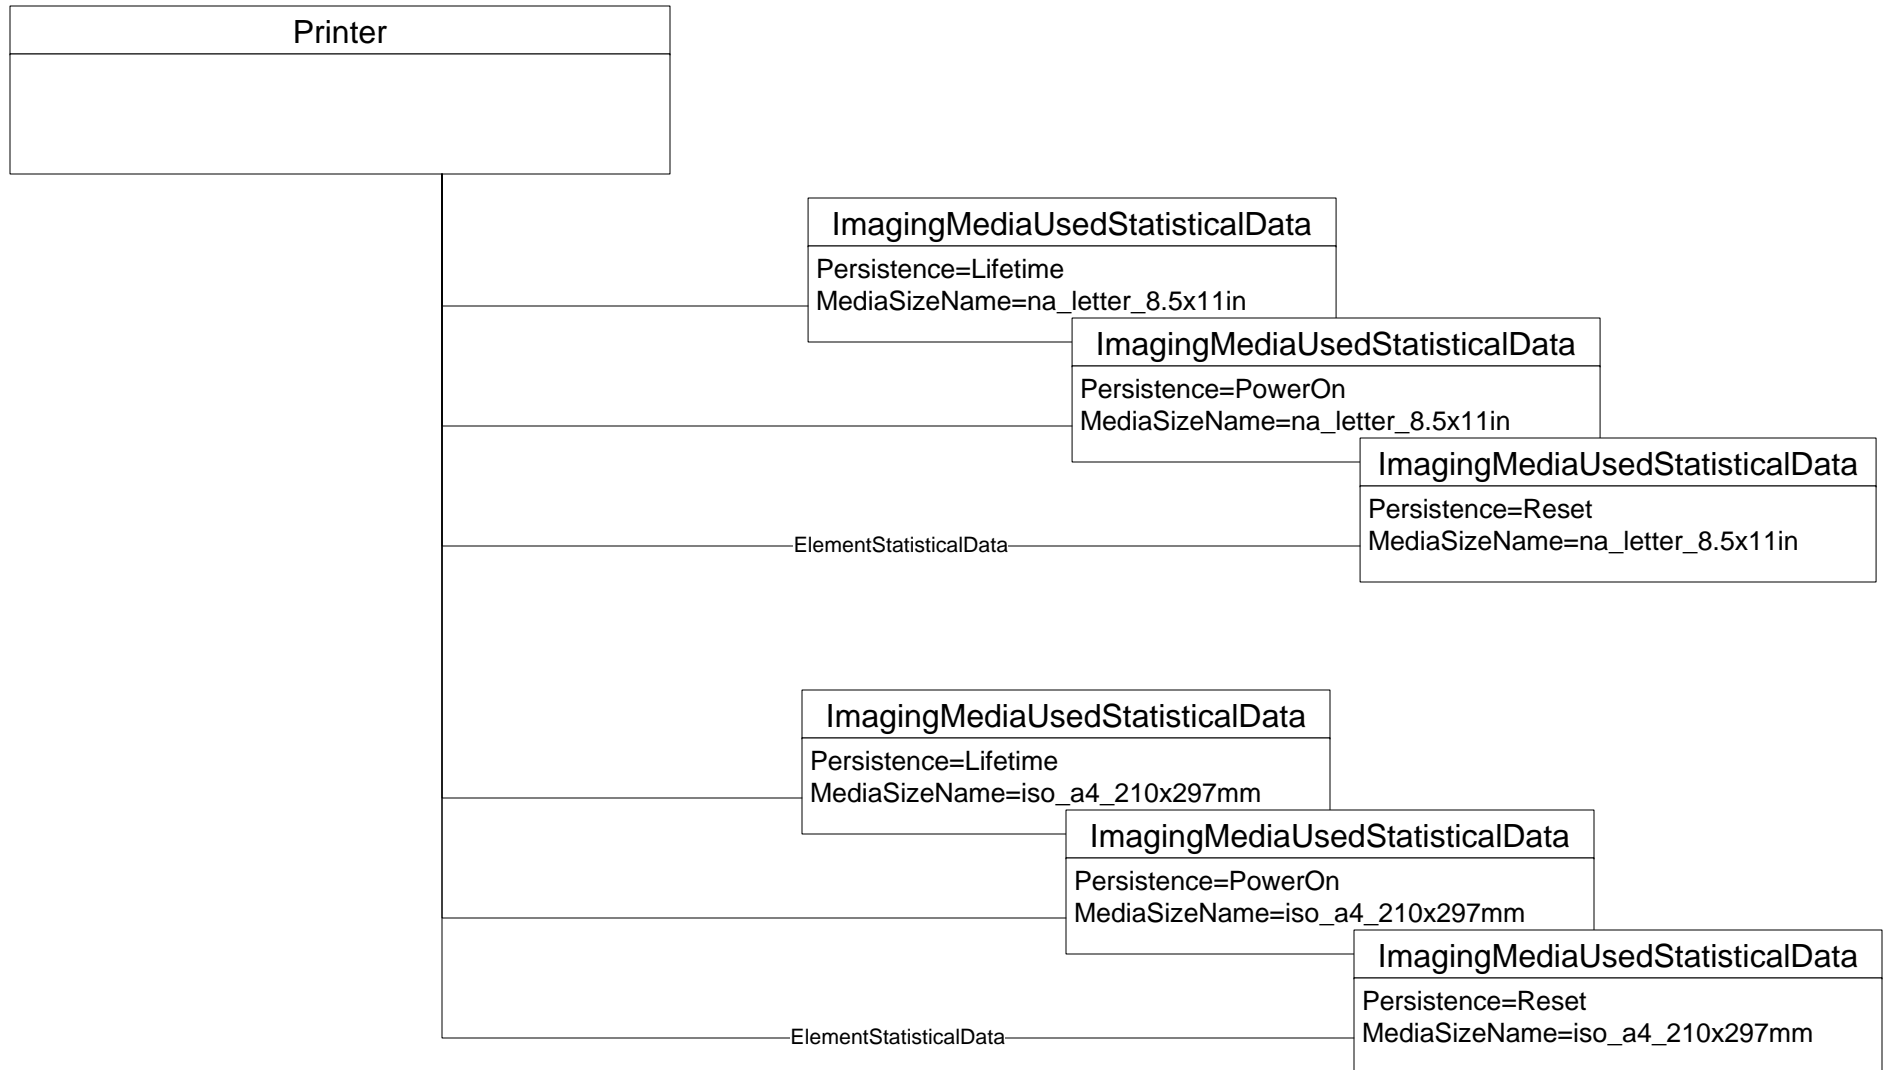 Printer
ImagingMediaUsedStatisticalData
Persistence=Lifetime
MediaSizeName=na_letter_8.5x11in
ImagingMediaUsedStatisticalData
Persistence=PowerOn
MediaSizeName=na_letter_8.5x11in
ImagingMediaUsedStatisticalData
Persistence=Reset
MediaSizeName=na_letter_8.5x11in
ElementStatisticalData
ImagingMediaUsedStatisticalData
Persistence=Lifetime
MediaSizeName=iso_a4_210x297mm
ImagingMediaUsedStatisticalData
Persistence=PowerOn
MediaSizeName=iso_a4_210x297mm
ImagingMediaUsedStatisticalData
Persistence=Reset
MediaSizeName=iso_a4_210x297mm
ElementStatisticalData